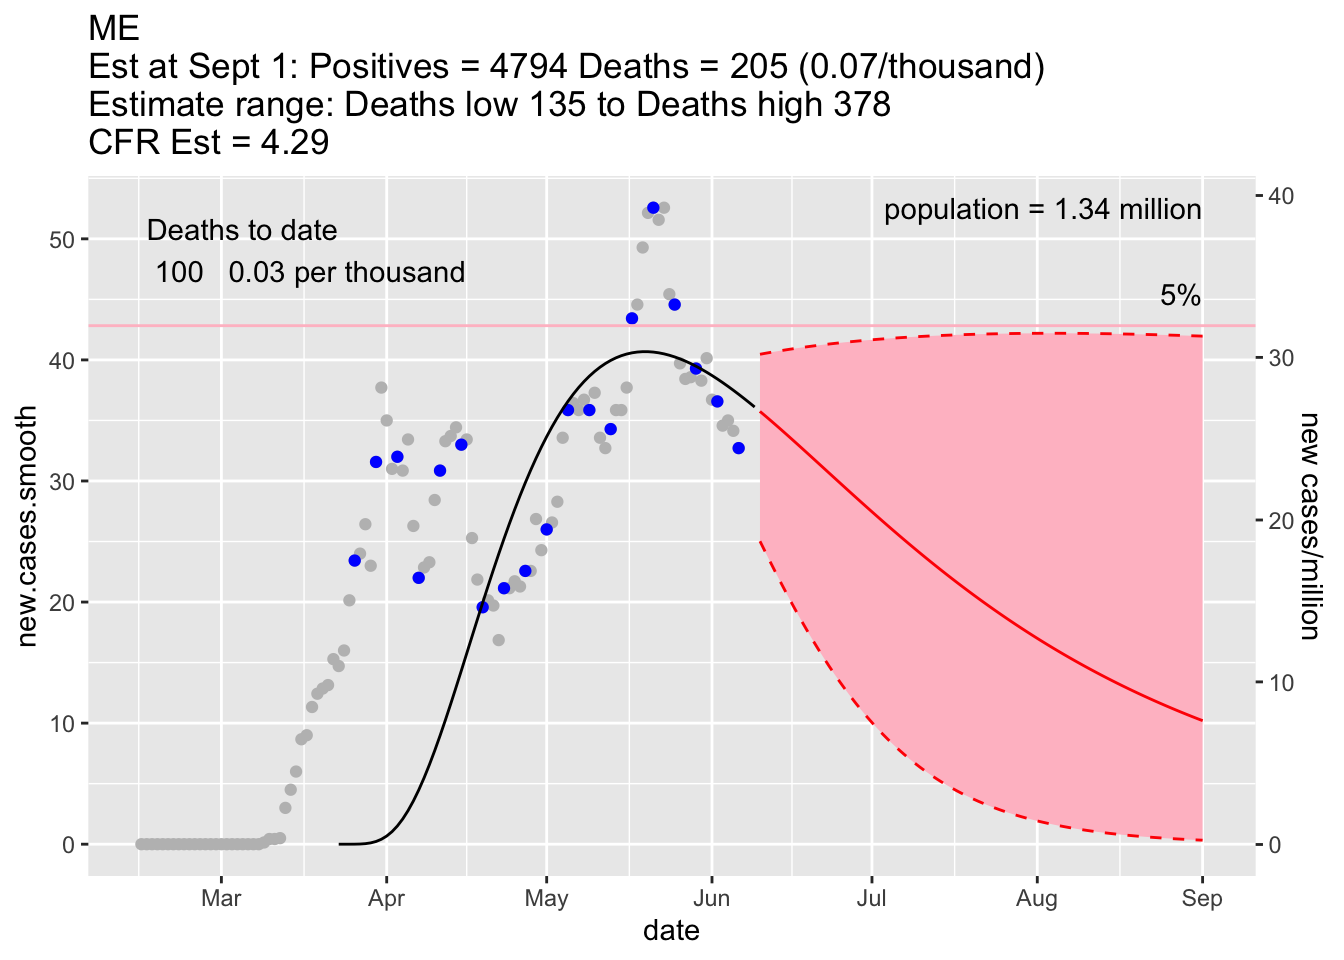 ME
Est at Sept 1: Positives = 4794 Deaths = 205 (0.07/thousand)
Estimate range: Deaths low 135 to Deaths high 378
CFR Est = 4.29
Deaths to date
100 0.03 per thousand
population = 1.34 million
5%
new.cases.smooth
50
40
30
20
10
0
40
30
20
10
0
new cases/million
Mar Apr May Jun Jul Aug Sep
date